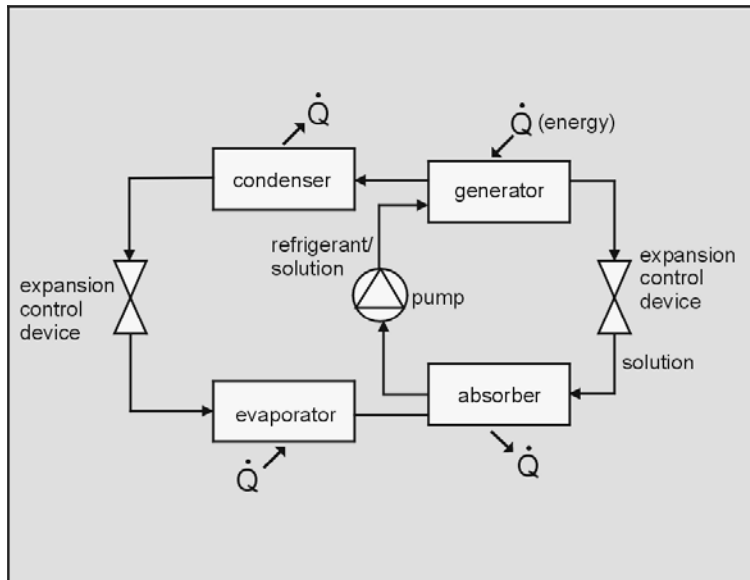 Q̇
Q̇ (energy)
condenser
generator
refrigerant/
solution
expansion
control
device
expansion
control
device
pump
solution
evaporator
absorber
Q̇
Q̇